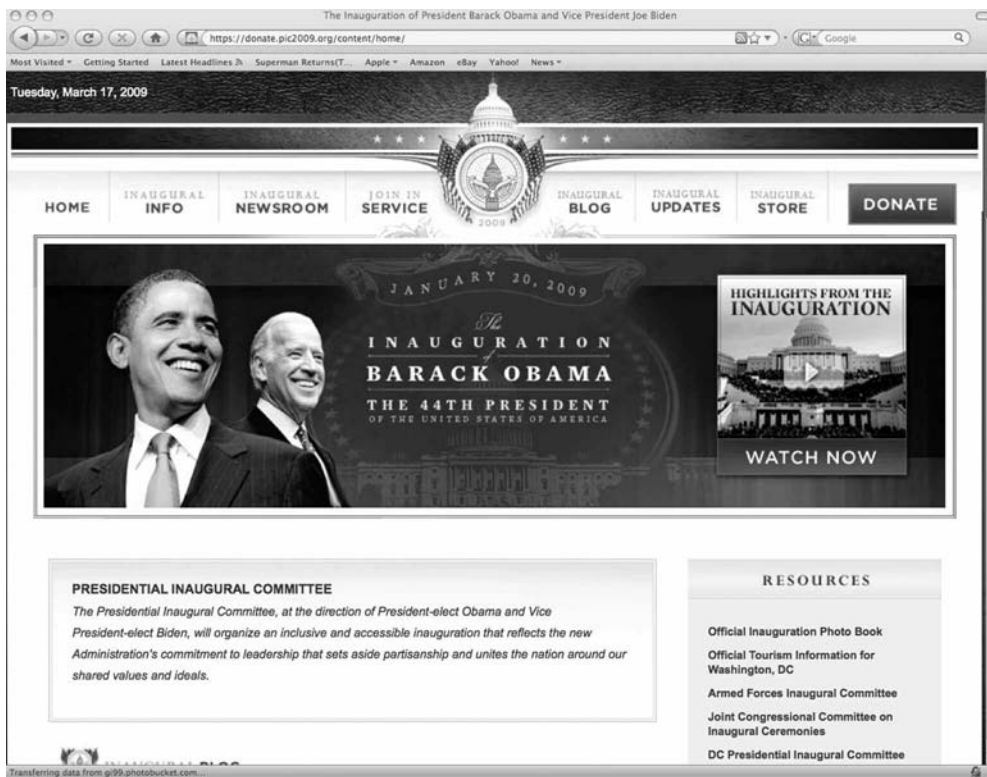 The Inauguration of President Barack Obama and Vice President Joe Biden
https://donate.pic2009.org/content/home/
Google
Most Visited Getting Started Latest Headlines Superman Returns(T... Apple Amazon eBay Yahoo! News
Tuesday, March 17, 2009
HOME
INAUGURAL
INFO
INAUGURAL
NEWSROOM
JOIN IN
SERVICE
2009
INAUGURAL
BLOG
INAUGURAL
UPDATES
INAUGURAL
STORE
DONATE
JANUARY 20, 2009
The
INAUGURATION
of
BARACK OBAMA
THE 44TH PRESIDENT
OF THE UNITED STATES OF AMERICA
HIGHLIGHTS FROM THE
INAUGURATION
WATCH NOW
PRESIDENTIAL INAUGURAL COMMITTEE
The Presidential Inaugural Committee, at the direction of President-elect Obama and Vice
President-elect Biden, will organize an inclusive and accessible inauguration that reflects the new
Administration's commitment to leadership that sets aside partisanship and unites the nation around our
shared values and ideals.
RESOURCES
Official Inauguration Photo Book
Official Tourism Information for
Washington, DC
Armed Forces Inaugural Committee
Joint Congressional Committee on
Inaugural Ceremonies
DC Presidential Inaugural Committee
INAUGURAL BLOG
Transferring data from gi99.photobucket.com...